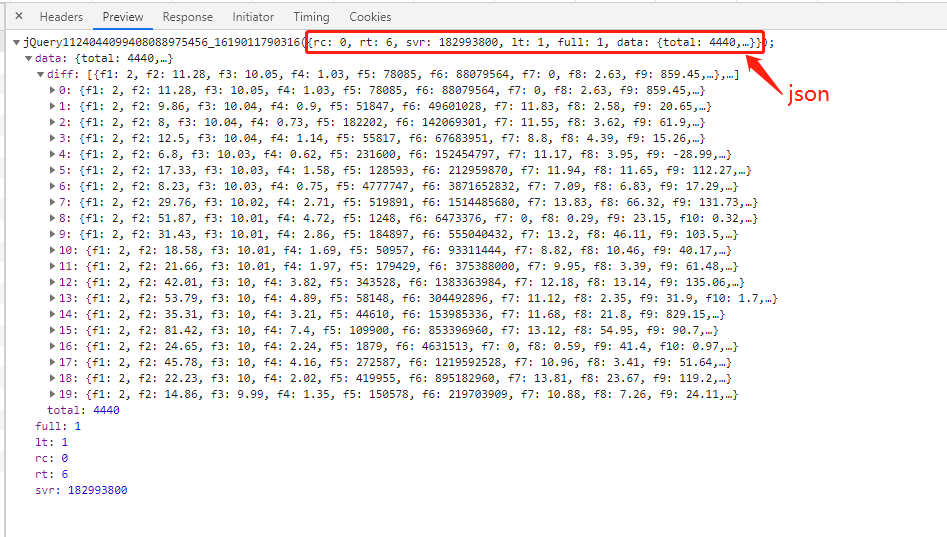 × Headers Preview Response Initiator Timing Cookies
▼jQuery1124044099408088975456_1619011790316({rc: 0, rt: 6, svr: 182993800, lt: 1, full: 1, data: {total: 4440,…}});
▼data: {total: 4440,…}
▼diff: [{f1: 2, f2: 11.28, f3: 10.05, f4: 1.03, f5: 78085, f6: 88079564, f7: 0, f8: 2.63, f9: 859.45,…},…]
json
▶0: {f1: 2, f2: 11.28, f3: 10.05, f4: 1.03, f5: 78085, f6: 88079564, f7: 0, f8: 2.63, f9: 859.45,…}
▶1: {f1: 2, f2: 9.86, f3: 10.04, f4: 0.9, f5: 51847, f6: 49601028, f7: 11.83, f8: 2.58, f9: 20.65,…}
▶2: {f1: 2, f2: 8, f3: 10.04, f4: 0.73, f5: 182202, f6: 142069301, f7: 11.55, f8: 3.62, f9: 61.9,…}
▶3: {f1: 2, f2: 12.5, f3: 10.04, f4: 1.14, f5: 55817, f6: 67683951, f7: 8.8, f8: 4.39, f9: 15.26,…}
▶4: {f1: 2, f2: 6.8, f3: 10.03, f4: 0.62, f5: 231600, f6: 152454797, f7: 11.17, f8: 3.95, f9: -28.99,…}
▶5: {f1: 2, f2: 17.33, f3: 10.03, f4: 1.58, f5: 128593, f6: 212959870, f7: 11.94, f8: 11.65, f9: 112.27,…}
▶6: {f1: 2, f2: 8.23, f3: 10.03, f4: 0.75, f5: 4777747, f6: 3871652832, f7: 7.09, f8: 6.83, f9: 17.29,…}
▶7: {f1: 2, f2: 29.76, f3: 10.02, f4: 2.71, f5: 519891, f6: 1514485680, f7: 13.83, f8: 66.32, f9: 131.73,…}
▶8: {f1: 2, f2: 51.87, f3: 10.01, f4: 4.72, f5: 1248, f6: 6473376, f7: 0, f8: 0.29, f9: 23.15, f10: 0.32,…}
▶9: {f1: 2, f2: 31.43, f3: 10.01, f4: 2.86, f5: 184897, f6: 555040432, f7: 13.2, f8: 46.11, f9: 103.5,…}
▶10: {f1: 2, f2: 18.58, f3: 10.01, f4: 1.69, f5: 50957, f6: 93311444, f7: 8.82, f8: 10.46, f9: 40.17,…}
▶11: {f1: 2, f2: 21.66, f3: 10.01, f4: 1.97, f5: 179429, f6: 375388000, f7: 9.95, f8: 3.39, f9: 61.48,…}
▶12: {f1: 2, f2: 42.01, f3: 10, f4: 3.82, f5: 343528, f6: 1383363984, f7: 12.18, f8: 13.14, f9: 135.06,…}
▶13: {f1: 2, f2: 53.79, f3: 10, f4: 4.89, f5: 58148, f6: 304492896, f7: 11.12, f8: 2.35, f9: 31.9, f10: 1.7,…}
▶14: {f1: 2, f2: 35.31, f3: 10, f4: 3.21, f5: 44610, f6: 153985336, f7: 11.68, f8: 21.8, f9: 829.15,…}
▶15: {f1: 2, f2: 81.42, f3: 10, f4: 7.4, f5: 109900, f6: 853396960, f7: 13.12, f8: 54.95, f9: 90.7,…}
▶16: {f1: 2, f2: 24.65, f3: 10, f4: 2.24, f5: 1879, f6: 4631513, f7: 0, f8: 0.59, f9: 41.4, f10: 0.97,…}
▶17: {f1: 2, f2: 45.78, f3: 10, f4: 4.16, f5: 272587, f6: 1219592528, f7: 10.96, f8: 3.41, f9: 51.64,…}
▶18: {f1: 2, f2: 22.23, f3: 10, f4: 2.02, f5: 419955, f6: 895182960, f7: 13.81, f8: 23.67, f9: 119.2,…}
▶19: {f1: 2, f2: 14.86, f3: 9.99, f4: 1.35, f5: 150578, f6: 219703909, f7: 10.88, f8: 7.26, f9: 24.11,…}
total: 4440
full: 1
lt: 1
rc: 0
rt: 6
svr: 182993800